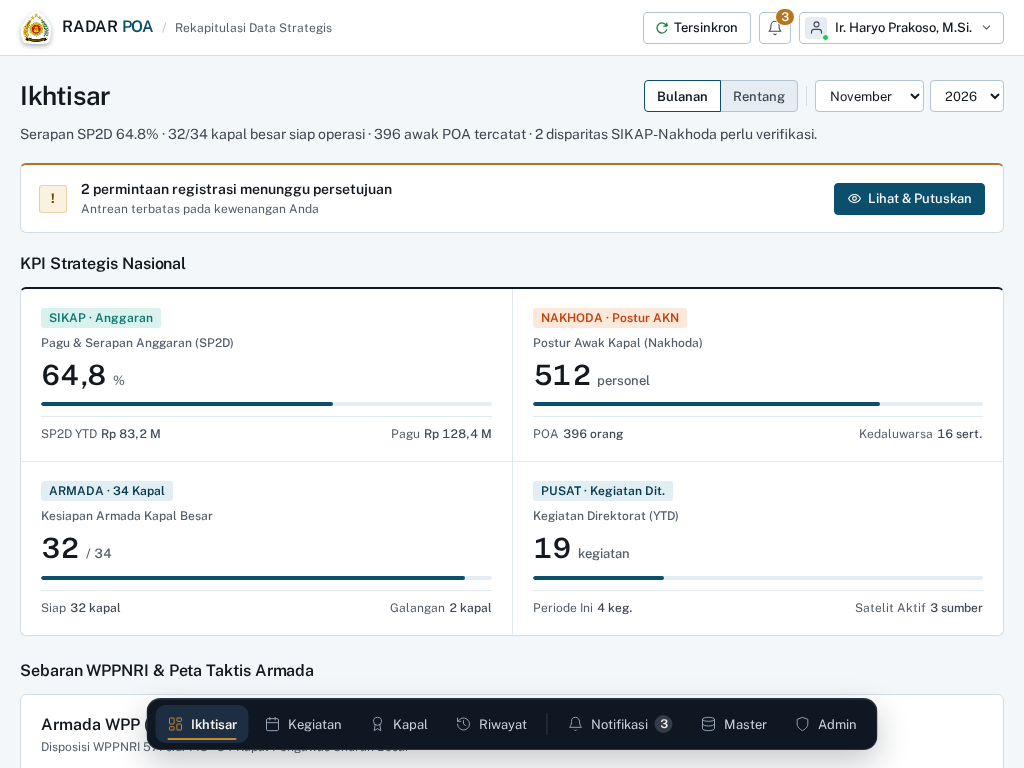 RADAR POA / Rekapitulasi Data Strategis
Tersinkron
3
Ir. Haryo Prakoso, M.Si.
Ikhtisar
Bulanan Rentang November 2026
Serapan SP2D 64.8% · 32/34 kapal besar siap operasi · 396 awak POA tercatat · 2 disparitas SIKAP-Nakhoda perlu verifikasi.
! 2 permintaan registrasi menunggu persetujuan
Antrean terbatas pada kewenangan Anda
Lihat & Putuskan
KPI Strategis Nasional
SIKAP · Anggaran
Pagu & Serapan Anggaran (SP2D)
64,8 %
SP2D YTD Rp 83,2 M Pagu Rp 128,4 M
NAKHODA · Postur AKN
Postur Awak Kapal (Nakhoda)
512 personel
POA 396 orang Kedaluwarsa 16 sert.
ARMADA · 34 Kapal
Kesiapan Armada Kapal Besar
32 / 34
Siap 32 kapal Galangan 2 kapal
PUSAT · Kegiatan Dit.
Kegiatan Direktorat (YTD)
19 kegiatan
Periode Ini 4 keg. Satelit Aktif 3 sumber
Sebaran WPPNRI & Peta Taktis Armada
Armada WPP
Disposisi WPPNRI
Ikhtisar Kegiatan Kapal Riwayat Notifikasi 3 Master Admin